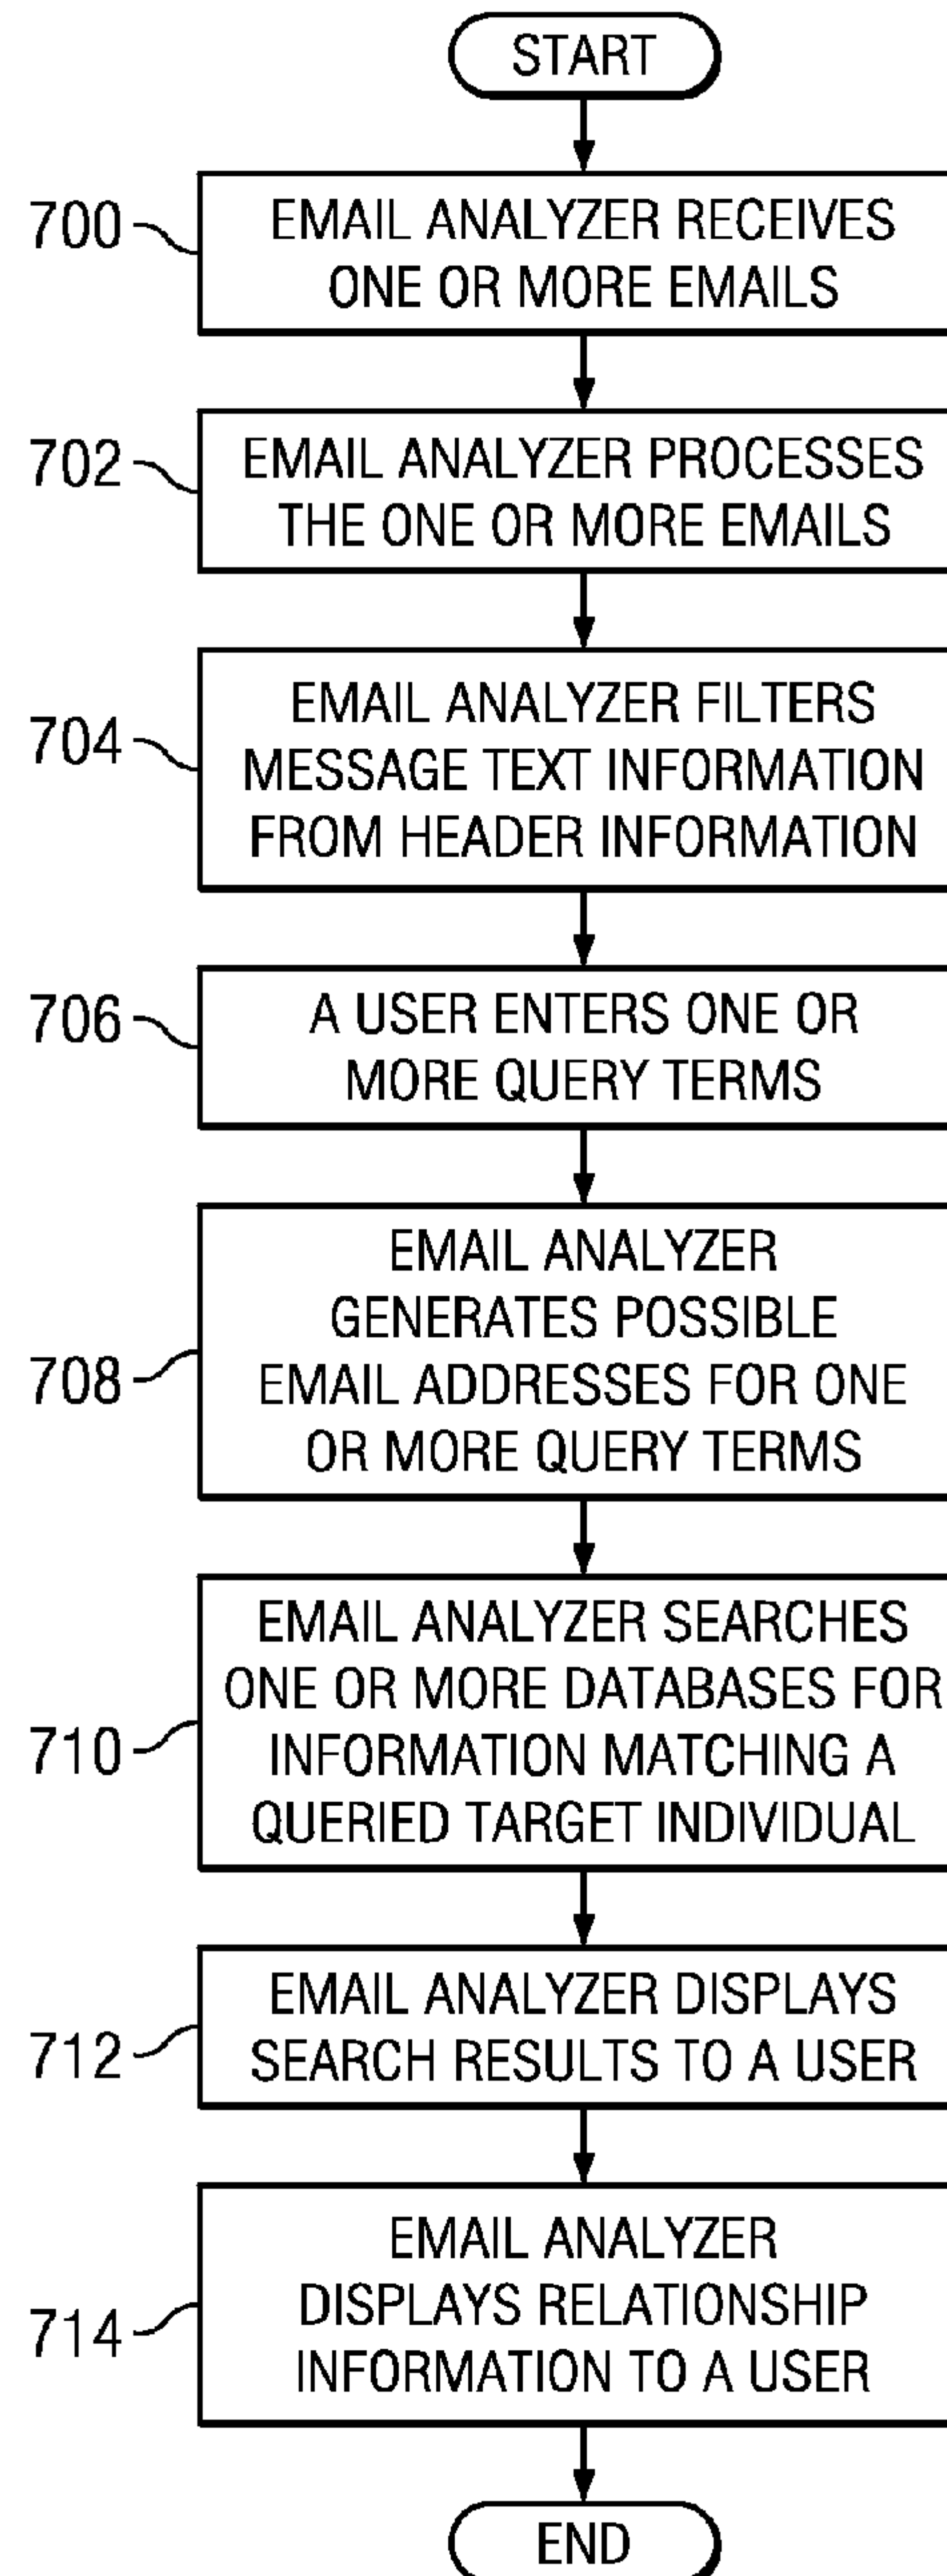 START
700
EMAIL ANALYZER RECEIVES
ONE OR MORE EMAILS
702
EMAIL ANALYZER PROCESSES
THE ONE OR MORE EMAILS
704
EMAIL ANALYZER FILTERS
MESSAGE TEXT INFORMATION
FROM HEADER INFORMATION
706
A USER ENTERS ONE OR
MORE QUERY TERMS
708
EMAIL ANALYZER
GENERATES POSSIBLE
EMAIL ADDRESSES FOR ONE
OR MORE QUERY TERMS
710
EMAIL ANALYZER SEARCHES
ONE OR MORE DATABASES FOR
INFORMATION MATCHING A
QUERIED TARGET INDIVIDUAL
712
EMAIL ANALYZER DISPLAYS
SEARCH RESULTS TO A USER
714
EMAIL ANALYZER
DISPLAYS RELATIONSHIP
INFORMATION TO A USER
END